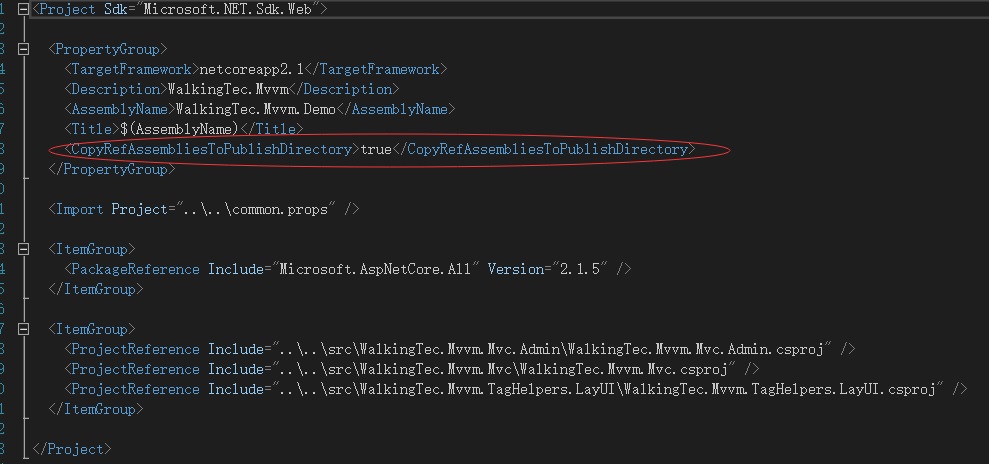 1 <Project Sdk="Microsoft.NET.Sdk.Web">
2
3 <PropertyGroup>
4 <TargetFramework>netcoreapp2.1</TargetFramework>
5 <Description>WalkingTec.Mvvm</Description>
6 <AssemblyName>WalkingTec.Mvvm.Demo</AssemblyName>
7 <Title>$(AssemblyName)</Title>
8 <CopyRefAssembliesToPublishDirectory>true</CopyRefAssembliesToPublishDirectory>
9 </PropertyGroup>
0
1 <Import Project="..\..\common.props" />
2
3 <ItemGroup>
4 <PackageReference Include="Microsoft.AspNetCore.All" Version="2.1.5" />
5 </ItemGroup>
6
7 <ItemGroup>
8 <ProjectReference Include="..\..\src\WalkingTec.Mvvm.Mvc.Admin\WalkingTec.Mvvm.Mvc.Admin.csproj" />
9 <ProjectReference Include="..\..\src\WalkingTec.Mvvm.Mvc\WalkingTec.Mvvm.Mvc.csproj" />
0 <ProjectReference Include="..\..\src\WalkingTec.Mvvm.TagHelpers.LayUI\WalkingTec.Mvvm.TagHelpers.LayUI.csproj" />
1 </ItemGroup>
2
3 </Project>